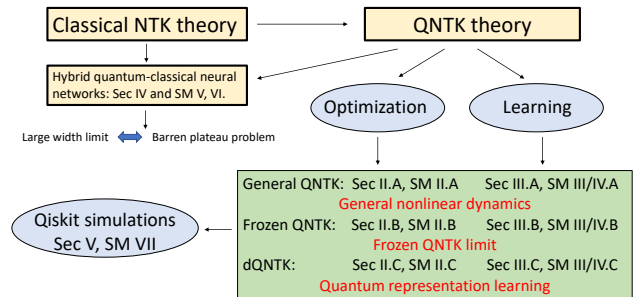 Classical NTK theory
QNTK theory
Hybrid quantum-classical neural
networks: Sec IV and SM V, VI.
Optimization
Learning
Large width limit
Barren plateau problem
General QNTK: Sec II.A, SM II.A Sec III.A, SM III/IV.A
General nonlinear dynamics
Frozen QNTK: Sec II.B, SM II.B Sec III.B, SM III/IV.B
Frozen QNTK limit
dQNTK: Sec II.C, SM II.C Sec III.C, SM III/IV.C
Quantum representation learning
Qiskit simulations
Sec V, SM VII